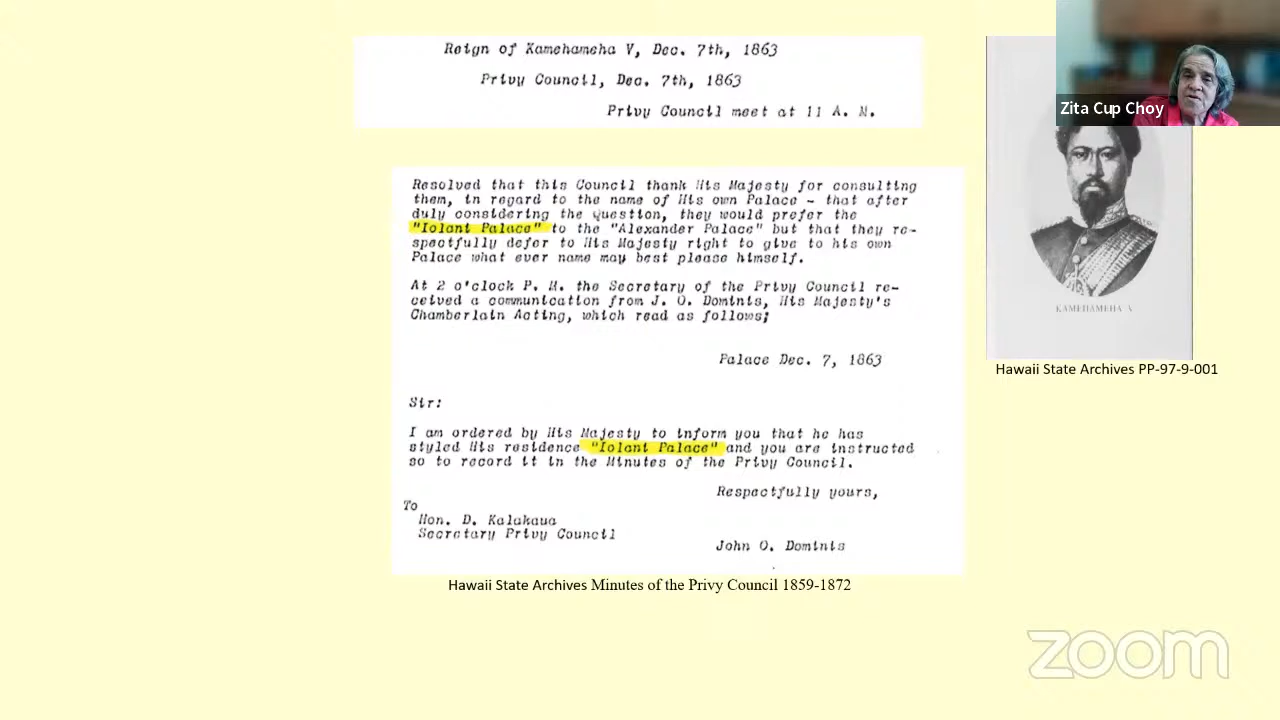 Reign of Kamehameha V, Dec. 7th, 1863
Privy Council, Dec. 7th, 1863
Privy Council meet at 11 A. M.
Resolved that this Council thank His Majesty for consulting
them, in regard to the name of His own Palace - that after
duly considering the Question, they would prefer the
"Iolani Palace" to the "Alexander Palace" but that they re-
spectfully defer to His Majesty right to give to his own
Palace what ever name may best please himself.
At 2 o'clock P. M. the Secretary of the Privy Council re-
ceived a communication from J. O. Dominis, His Majesty's
Chamberlain Acting, which read as follows;
Palace Dec. 7, 1863
Sir:
I am ordered by His Majesty to inform you that he has
styled His residence "Iolani Palace" and you are instructed
so to record it in the Minutes of the Privy Council.
Respectfully yours,
To
Hon. D. Kalakaua
Secretary Privy Council
John O. Dominis
Hawaii State Archives Minutes of the Privy Council 1859-1872
Zita Cup Choy
KAMEHAMEHA V
Hawaii State Archives PP-97-9-001
zoom